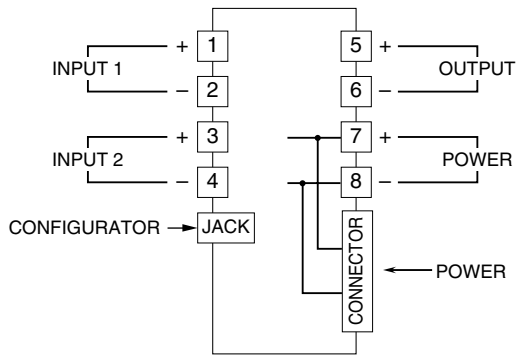 INPUT 1
+ 1
− 2
INPUT 2
+ 3
− 4
CONFIGURATOR
JACK
5 +
6 −
OUTPUT
7 +
8 −
POWER
CONNECTOR
POWER